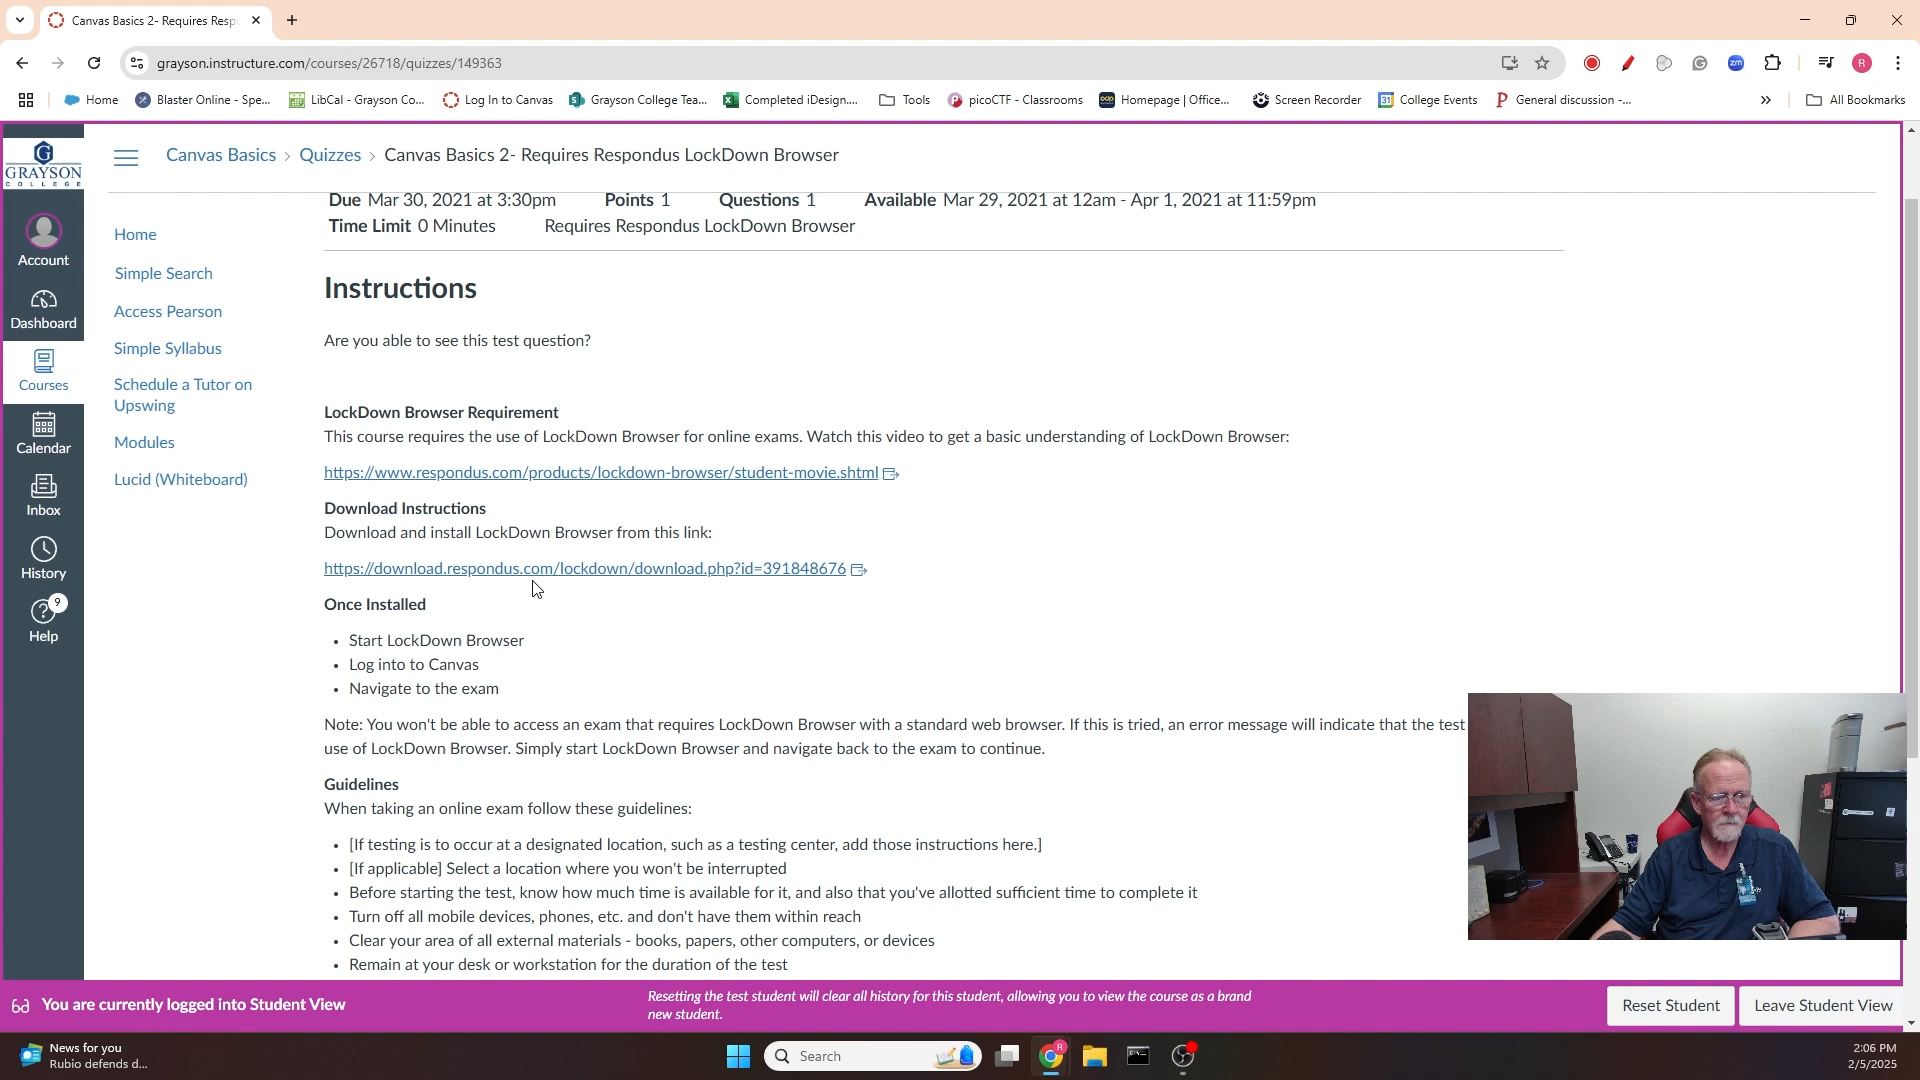 Canvas Basics 2- Requires Resp
grayson.instructure.com/courses/26718/quizzes/149363
Home
Blaster Online - Spe...
LibCal - Grayson Co...
Log In to Canvas
Grayson College Tea...
Completed iDesign....
Tools
picoCTF - Classrooms
Homepage | Office...
Screen Recorder
College Events
General discussion -...
All Bookmarks
GRAYSON
COLLEGE
Canvas Basics > Quizzes > Canvas Basics 2- Requires Respondus LockDown Browser
Account
Dashboard
Courses
Calendar
Inbox
History
9
Help
Home
Simple Search
Access Pearson
Simple Syllabus
Schedule a Tutor on
Upswing
Modules
Lucid (Whiteboard)
Due Mar 30, 2021 at 3:30pm Points 1 Questions 1 Available Mar 29, 2021 at 12am - Apr 1, 2021 at 11:59pm
Time Limit 0 Minutes Requires Respondus LockDown Browser
Instructions
Are you able to see this test question?
LockDown Browser Requirement
This course requires the use of LockDown Browser for online exams. Watch this video to get a basic understanding of LockDown Browser:
https://www.respondus.com/products/lockdown-browser/student-movie.shtml
Download Instructions
Download and install LockDown Browser from this link:
https://download.respondus.com/lockdown/download.php?id=391848676
Once Installed
• Start LockDown Browser
• Log into to Canvas
• Navigate to the exam
Note: You won't be able to access an exam that requires LockDown Browser with a standard web browser. If this is tried, an error message will indicate that the test
use of LockDown Browser. Simply start LockDown Browser and navigate back to the exam to continue.
Guidelines
When taking an online exam follow these guidelines:
• [If testing is to occur at a designated location, such as a testing center, add those instructions here.]
• [If applicable] Select a location where you won't be interrupted
• Before starting the test, know how much time is available for it, and also that you've allotted sufficient time to complete it
• Turn off all mobile devices, phones, etc. and don't have them within reach
• Clear your area of all external materials - books, papers, other computers, or devices
• Remain at your desk or workstation for the duration of the test
You are currently logged into Student View
Resetting the test student will clear all history for this student, allowing you to view the course as a brand
new student.
Reset Student
Leave Student View
News for you
Rubio defends d...
Search
2:06 PM
2/5/2025